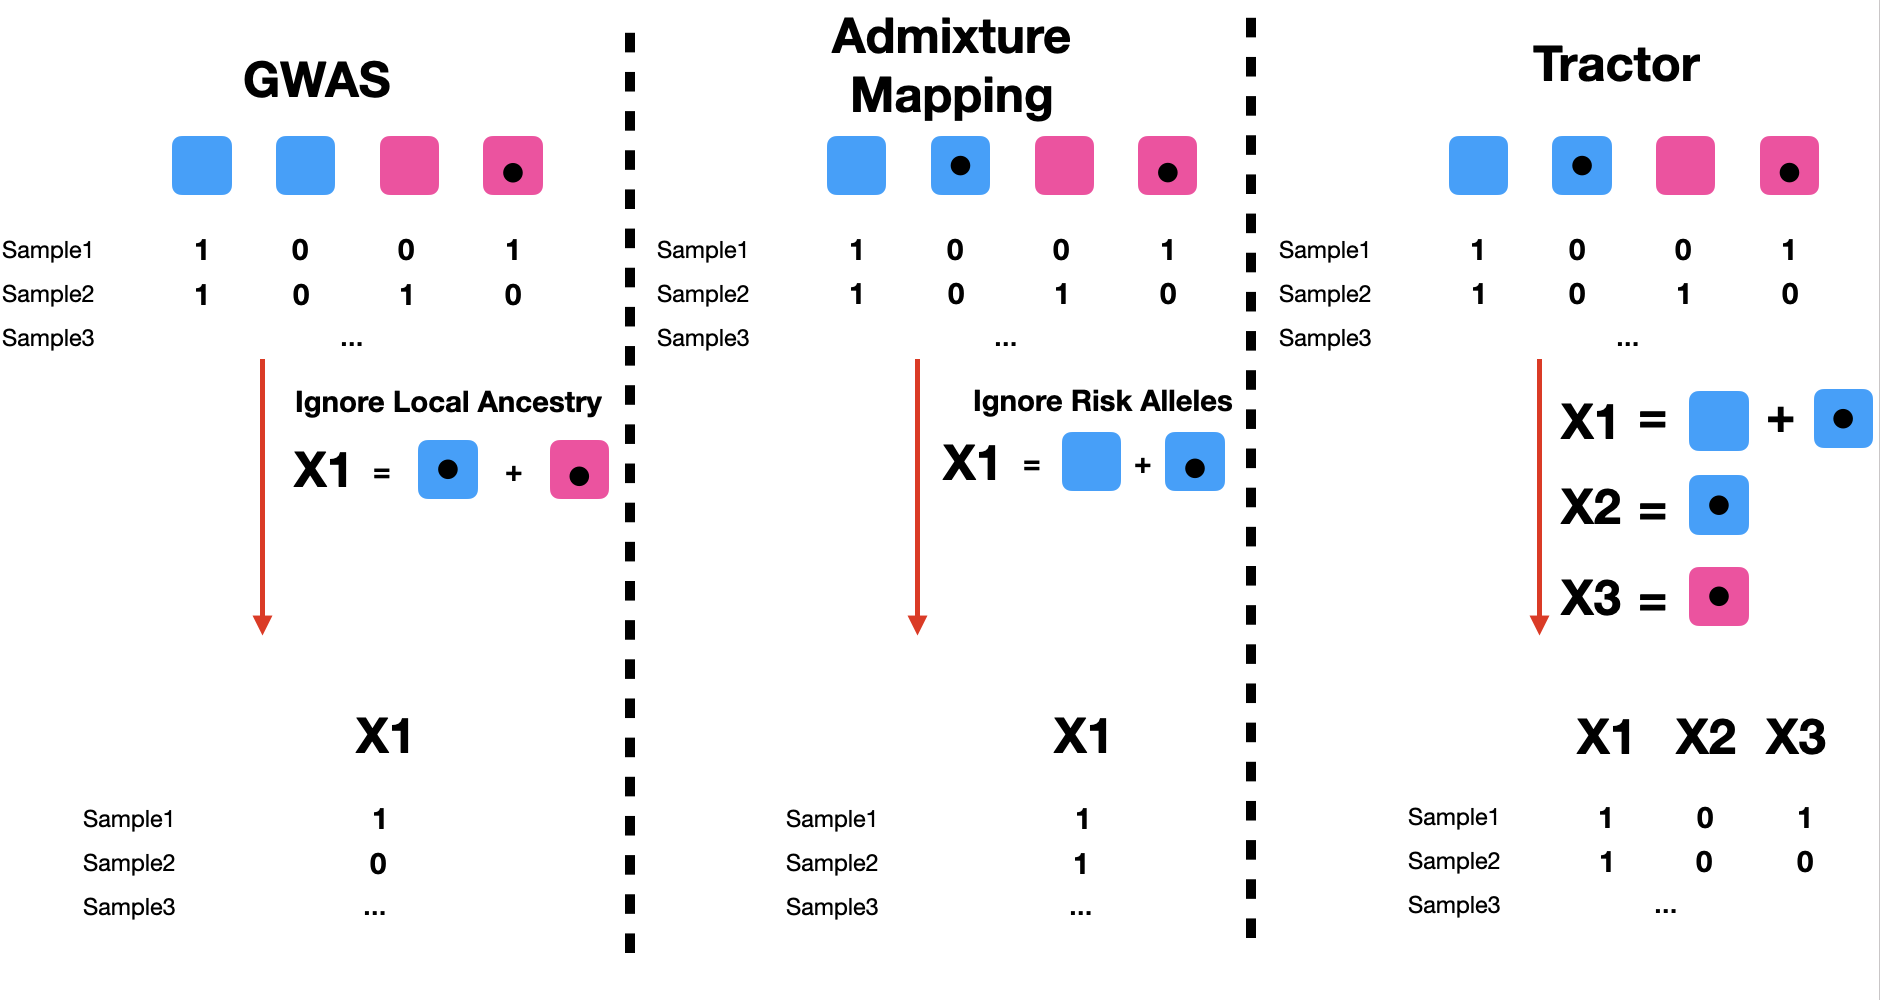 GWAS
Sample1 1 0 0 1
Sample2 1 0 1 0
Sample3 ...
Ignore Local Ancestry
X1 = +
X1
Sample1 1
Sample2 0
Sample3 ...
Admixture
Mapping
Sample1 1 0 0 1
Sample2 1 0 1 0
Sample3 ...
Ignore Risk Alleles
X1 = +
X1
Sample1 1
Sample2 1
Sample3 ...
Tractor
Sample1 1 0 0 1
Sample2 1 0 1 0
Sample3 ...
X1 = +
X2 =
X3 =
X1 X2 X3
Sample1 1 0 1
Sample2 1 0 0
Sample3 ...